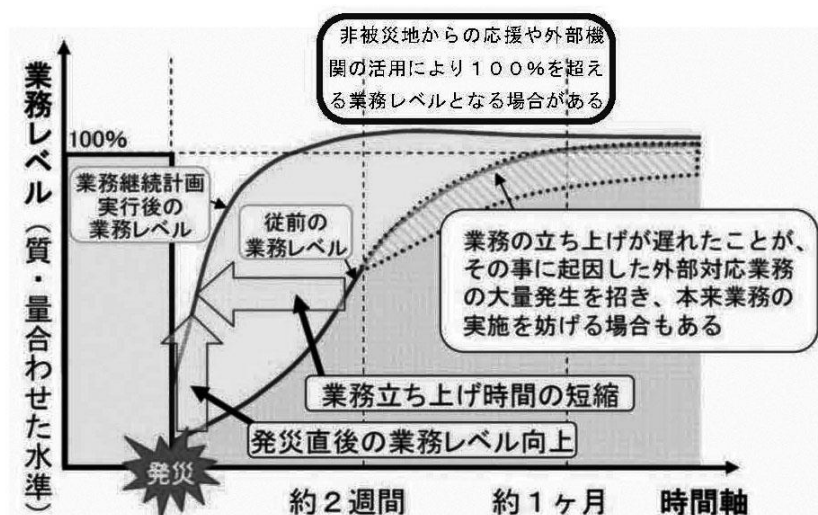 非被災地からの応援や外部機
関の活用により１００％を超え
る業務レベルとなる場合がある
業務レベル（質・量合わせた水準）
100%
業務継続計画
実行後の
業務レベル
従前の
業務レベル
業務の立ち上げが遅れたことが、
その事に起因した外部対応業務
の大量発生を招き、本来業務の
実施を妨げる場合もある
業務立ち上げ時間の短縮
発災直後の業務レベル向上
発災
約２週間
約１ヶ月
時間軸